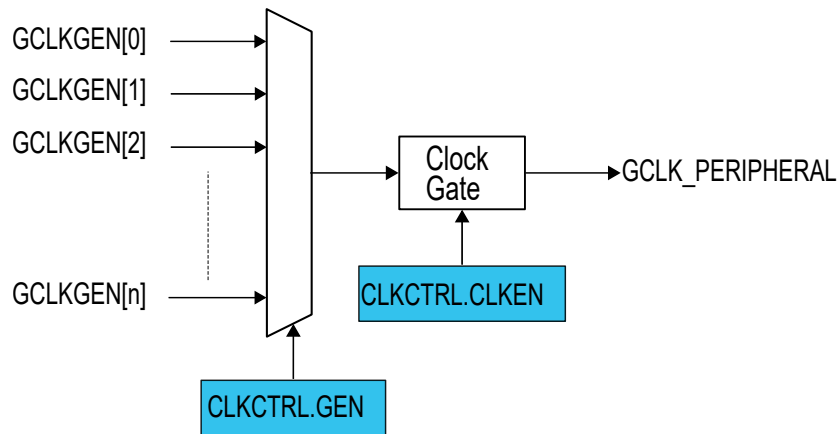 GCLKGEN[0]
GCLKGEN[1]
GCLKGEN[2]
GCLKGEN[n]
Clock
Gate
GCLK_PERIPHERAL
CLKCTRL.CLKEN
CLKCTRL.GEN